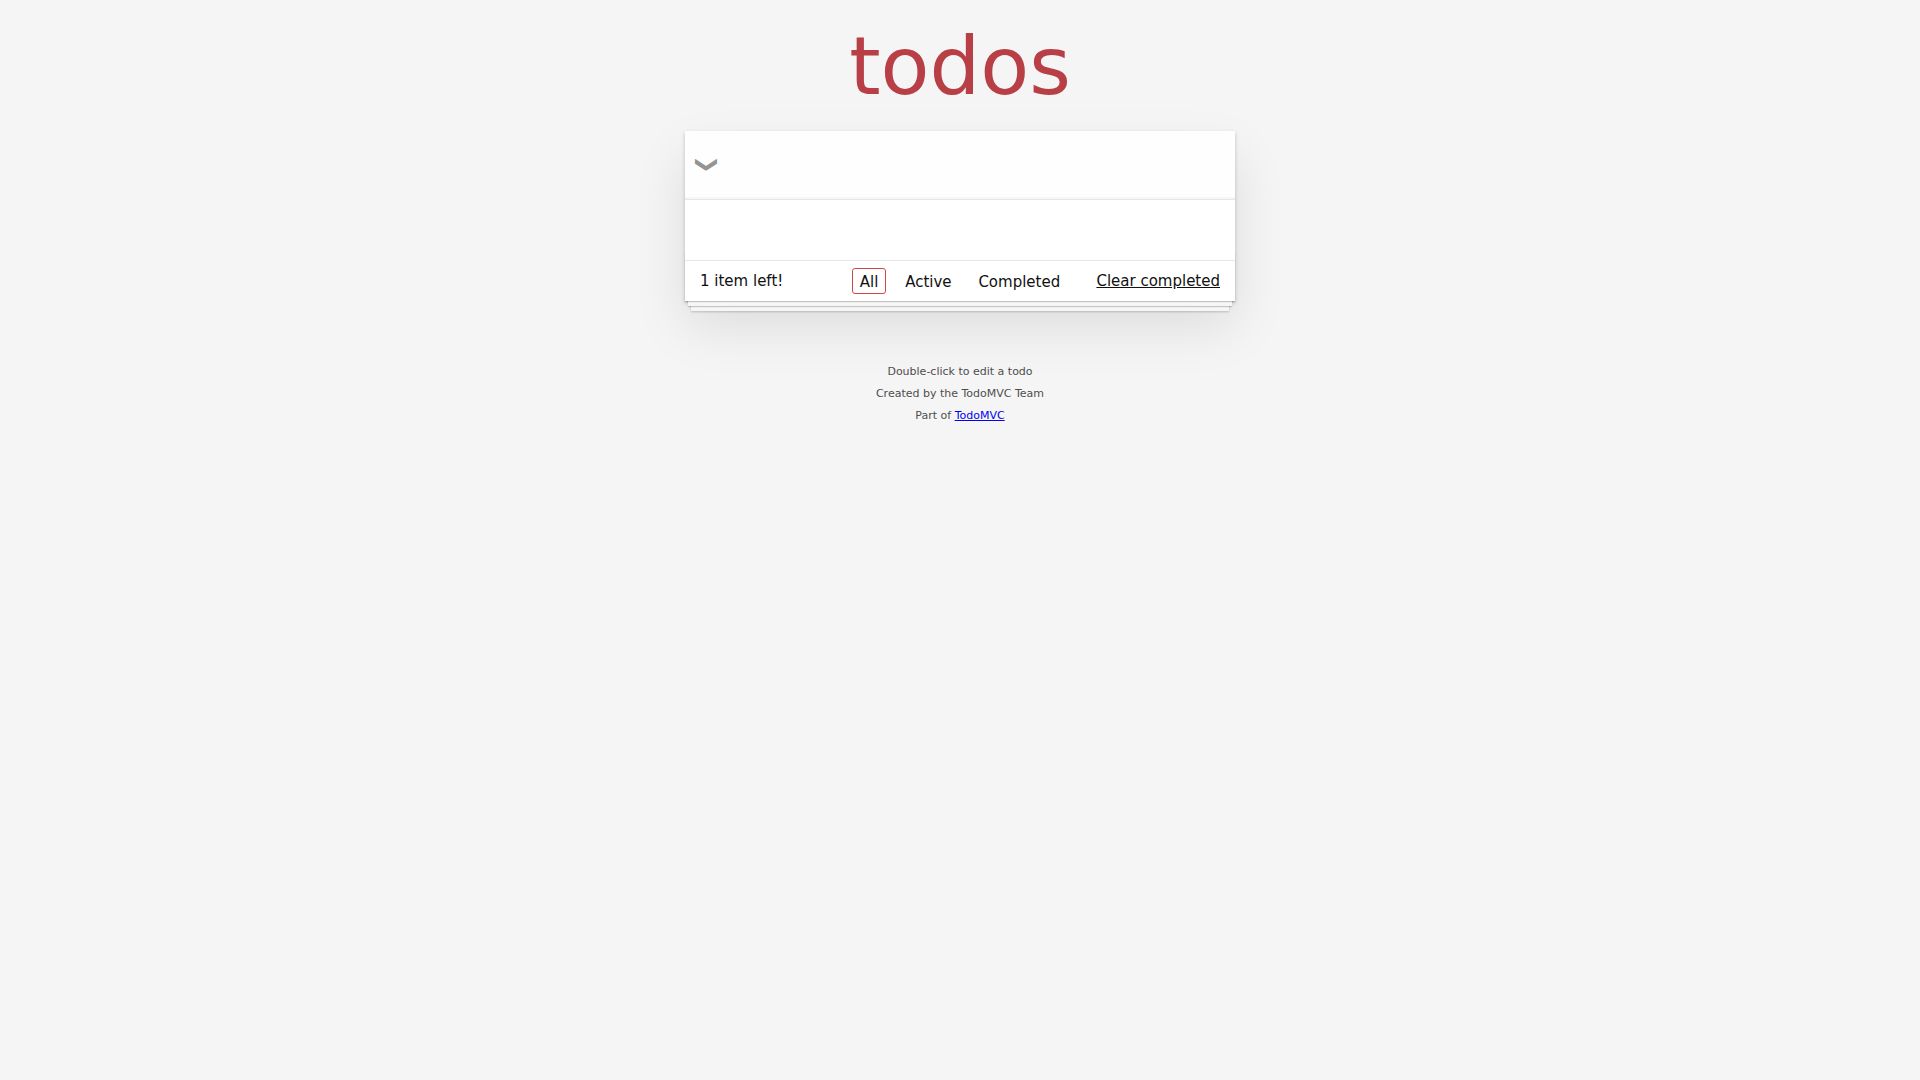 todos
1 item left!
All
Active
Completed
Clear completed
Double-click to edit a todo
Created by the TodoMVC Team
Part of TodoMVC